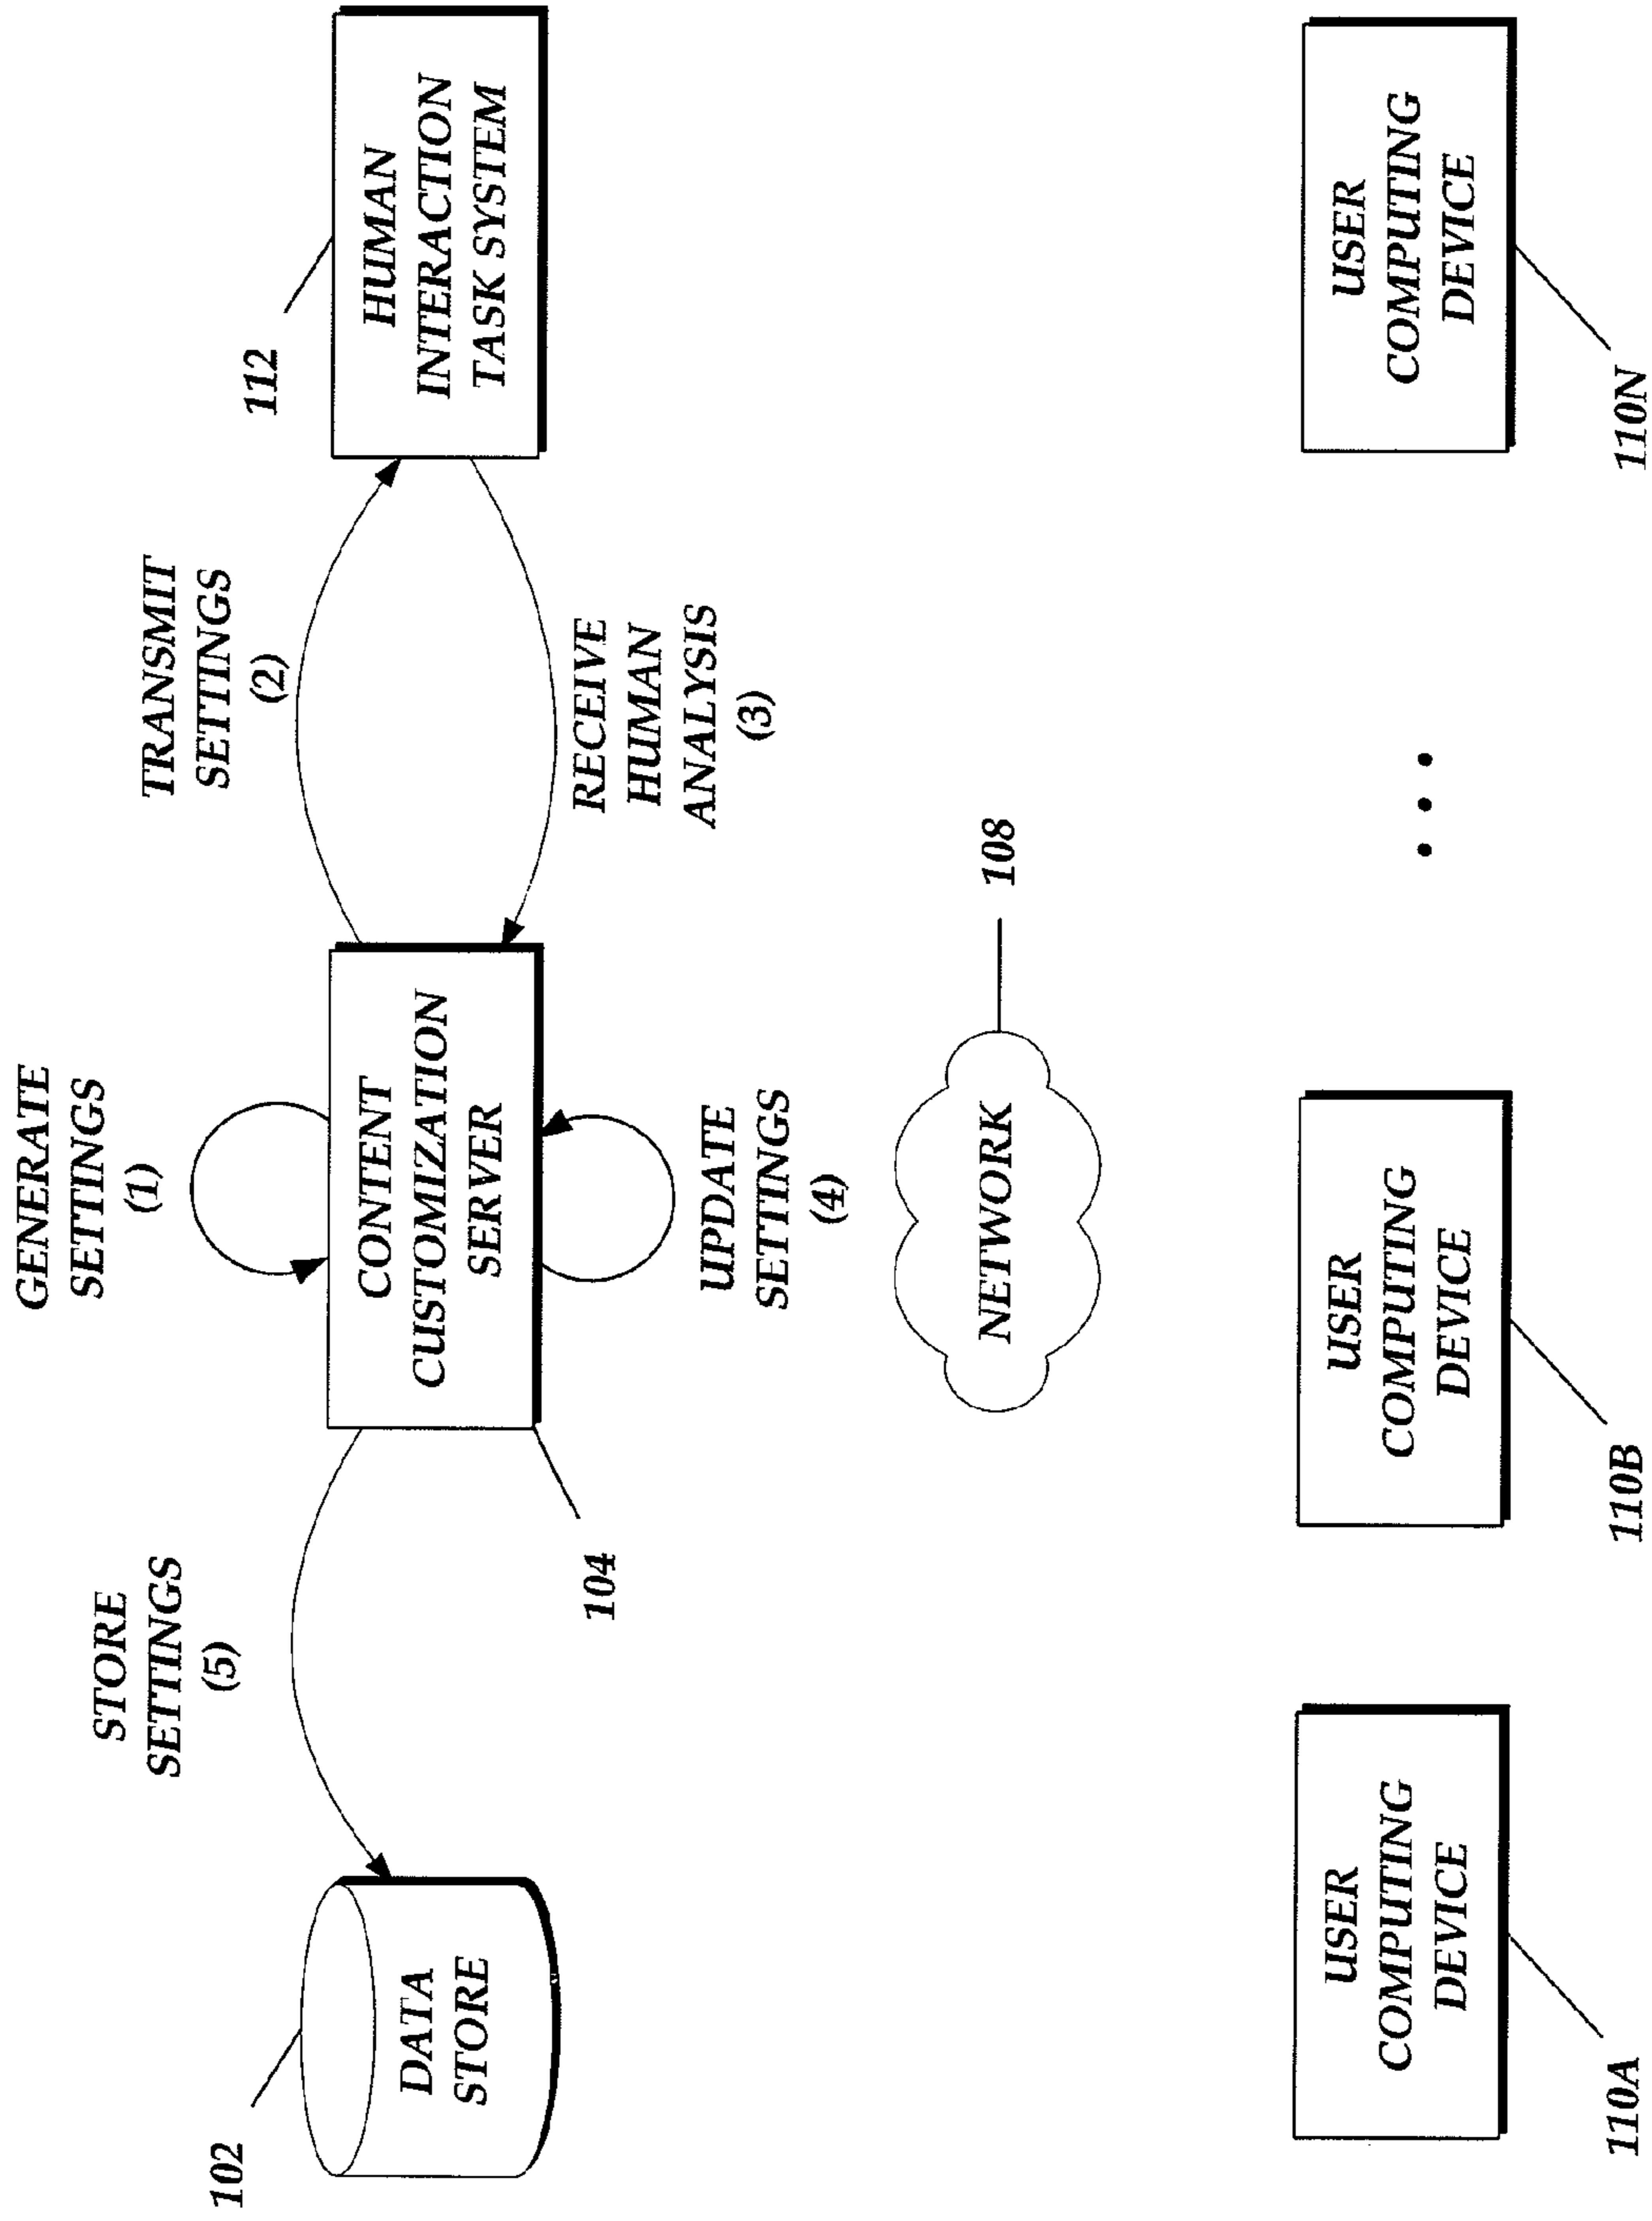 GENERATE
SETTINGS
(1)
STORE
SETTINGS
(5)
TRANSMIT
SETTINGS
(2)
102
112
DATA
STORE
CONTENT
CUSTOMIZATION
SERVER
HUMAN
INTERACTION
TASK SYSTEM
104
RECEIVE
HUMAN
ANALYSIS
(3)
UPDATE
SETTINGS
(4)
NETWORK
108
USER
COMPUTING
DEVICE
USER
COMPUTING
DEVICE
USER
COMPUTING
DEVICE
110A
110B
110N